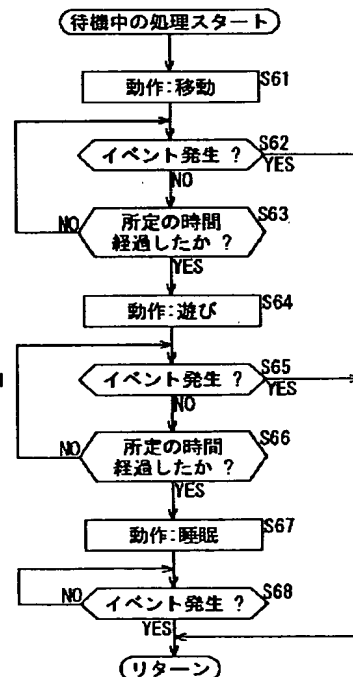 待機中の処理スタート
S61
動作:移動
S62
イベント発生 ?
YES
NO
S63
所定の時間
経過したか ?
NO
YES
S64
動作:遊び
S65
イベント発生 ?
YES
NO
S66
所定の時間
経過したか ?
NO
YES
S67
動作:睡眠
S68
イベント発生 ?
NO
YES
リターン